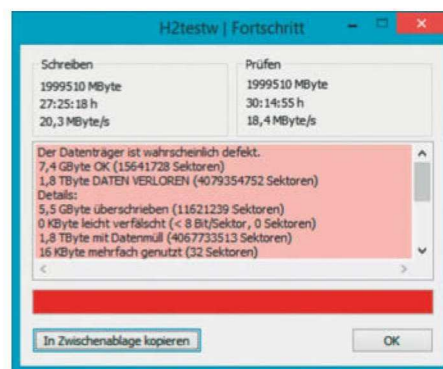 H2testw | Fortschritt
Schreiben
1999510 MByte
27:25:18 h
20,3 MByte/s
Prüfen
1999510 MByte
30:14:55 h
18,4 MByte/s
Der Datenträger ist wahrscheinlich defekt.
7,4 GByte OK (15641728 Sektoren)
1,8 TByte DATEN VERLOREN (4079354752 Sektoren)
Details:
5,5 GByte überschrieben (11621239 Sektoren)
0 KByte leicht verfälscht (< 8 Bit/Sektor, 0 Sektoren)
1,8 TByte mit Datenmüll (4067733513 Sektoren)
16 KByte mehrfach genutzt (32 Sektoren)
In Zwischenablage kopieren
OK